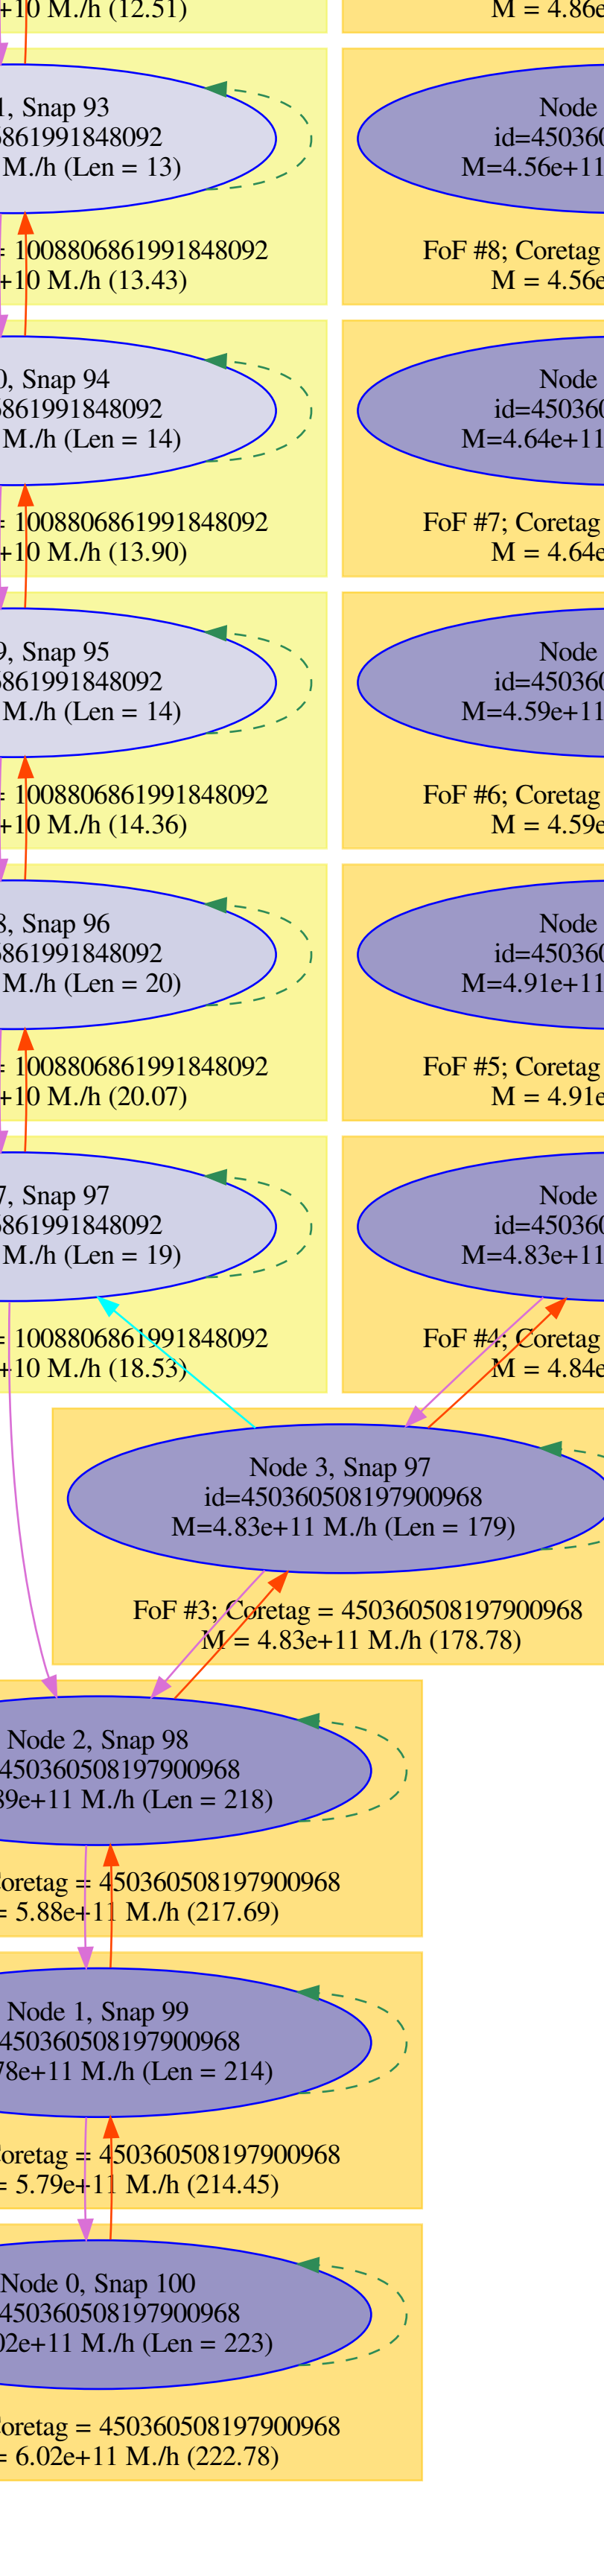 +10 M./h (12.51)
M = 4.86e
1, Snap 93
6861991848092
M./h (Len = 13)
= 1008806861991848092
+10 M./h (13.43)
Node
id=450360
M=4.56e+11
FoF #8; Coretag
M = 4.56e
0, Snap 94
6861991848092
M./h (Len = 14)
= 1008806861991848092
+10 M./h (13.90)
Node
id=450360
M=4.64e+11
FoF #7; Coretag
M = 4.64e
9, Snap 95
6861991848092
M./h (Len = 14)
= 1008806861991848092
+10 M./h (14.36)
Node
id=450360
M=4.59e+11
FoF #6; Coretag
M = 4.59e
8, Snap 96
6861991848092
M./h (Len = 20)
= 1008806861991848092
+10 M./h (20.07)
Node
id=450360
M=4.91e+11
FoF #5; Coretag
M = 4.91e
7, Snap 97
6861991848092
M./h (Len = 19)
= 1008806861991848092
+10 M./h (18.53)
Node
id=450360
M=4.83e+11
FoF #4; Coretag
M = 4.84e
Node 3, Snap 97
id=450360508197900968
M=4.83e+11 M./h (Len = 179)
FoF #3; Coretag = 450360508197900968
M = 4.83e+11 M./h (178.78)
Node 2, Snap 98
450360508197900968
89e+11 M./h (Len = 218)
Coretag = 450360508197900968
= 5.88e+11 M./h (217.69)
Node 1, Snap 99
450360508197900968
78e+11 M./h (Len = 214)
Coretag = 450360508197900968
= 5.79e+11 M./h (214.45)
Node 0, Snap 100
450360508197900968
02e+11 M./h (Len = 223)
Coretag = 450360508197900968
= 6.02e+11 M./h (222.78)